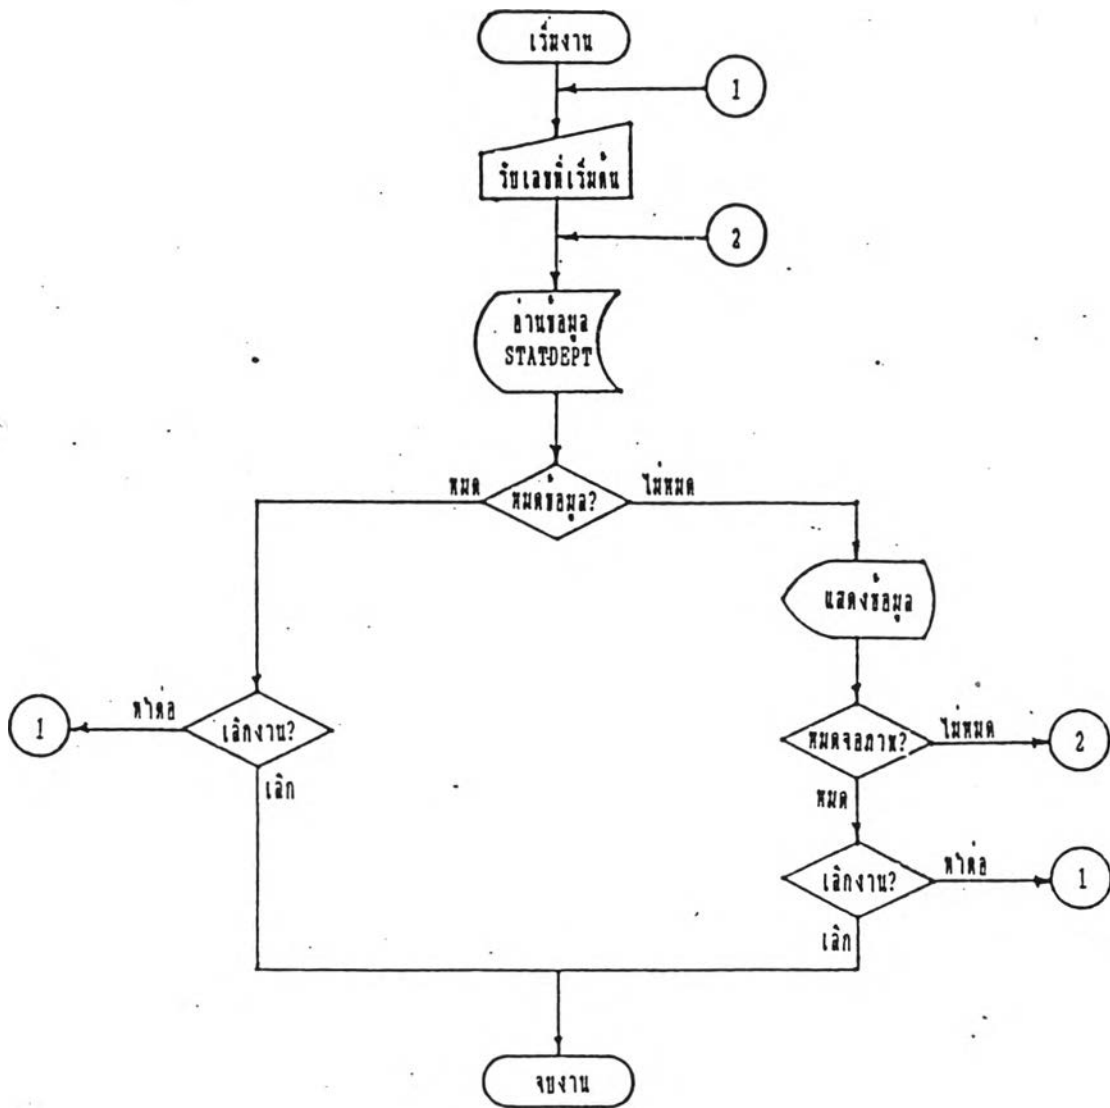 เริ่มงาน
1
รับเลขที่เริ่มต้น
2
อ่านข้อมูล
STAT-DEPT
หมด
หมดข้อมูล?
ไม่หมด
แสดงข้อมูล
1
ทำต่อ
เลิกงาน?
เลิก
หมดจอภาพ?
ไม่หมด
2
หมด
เลิกงาน?
ทำต่อ
1
เลิก
จบงาน